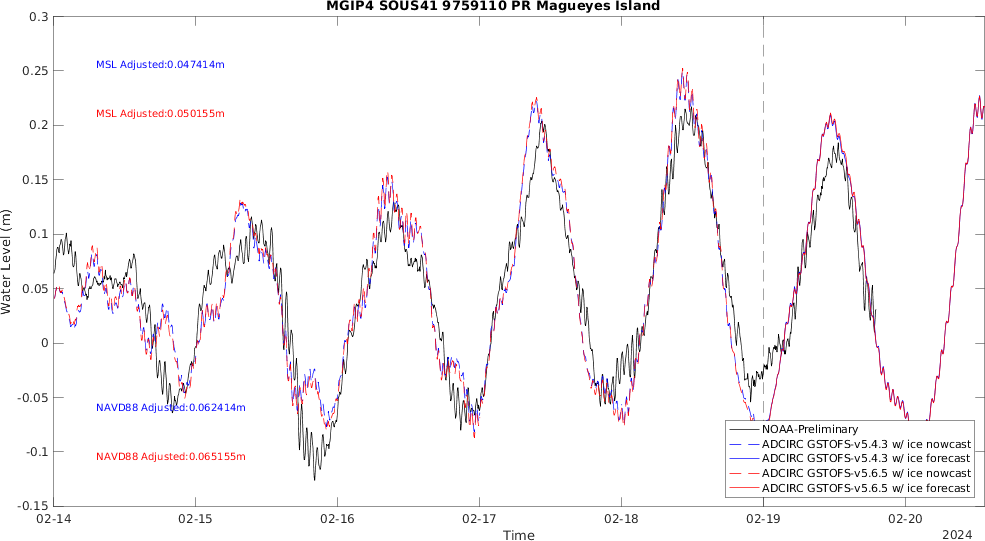 MGIP4 SOUS41 9759110 PR Magueyes Island
0.3
0.25
0.2
0.15
0.1
0.05
0
-0.05
-0.1
-0.15
Water Level (m)
MSL Adjusted:0.047414m
MSL Adjusted:0.050155m
NAVD88 Adjusted:0.062414m
NAVD88 Adjusted:0.065155m
NOAA-Preliminary
ADCIRC GSTOFS-v5.4.3 w/ ice nowcast
ADCIRC GSTOFS-v5.4.3 w/ ice forecast
ADCIRC GSTOFS-v5.6.5 w/ ice nowcast
ADCIRC GSTOFS-v5.6.5 w/ ice forecast
02-14 02-15 02-16 02-17 02-18 02-19 02-20
Time
2024